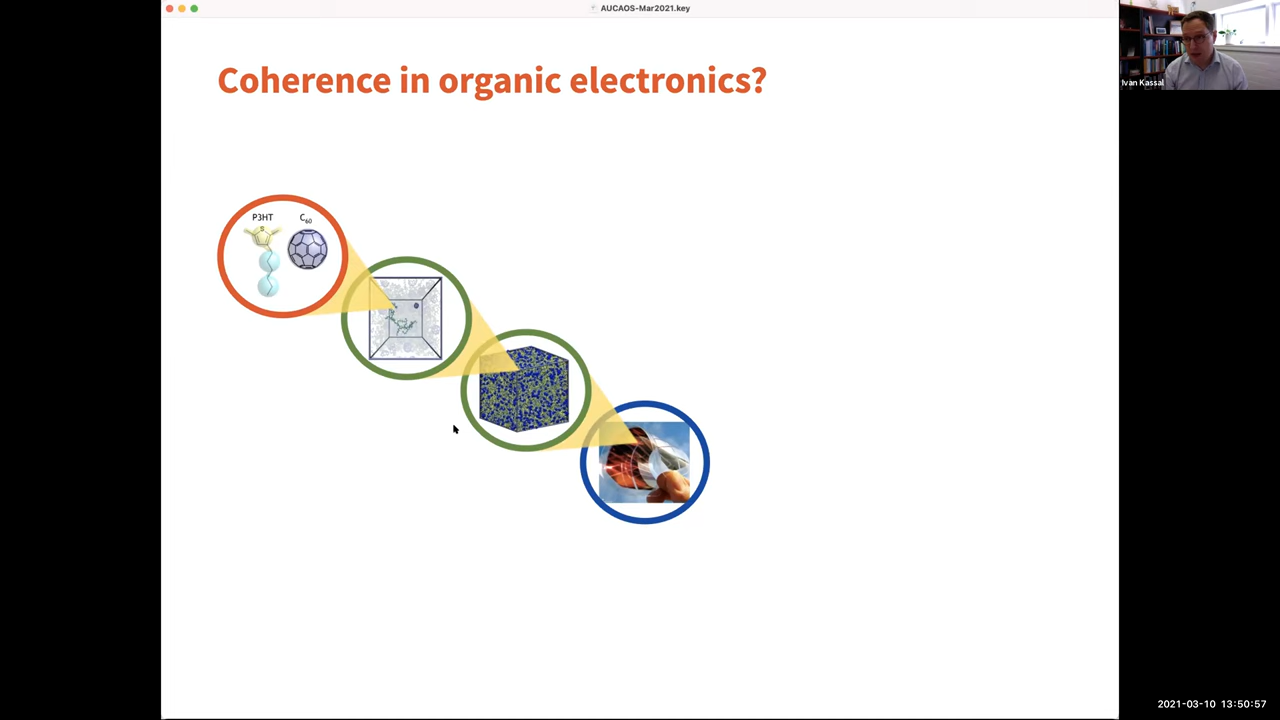 AUCAOS-Mar2021.key
Coherence in organic electronics?
P3HT C60
S
Ivan Kassal
2021-03-10 13:50:57